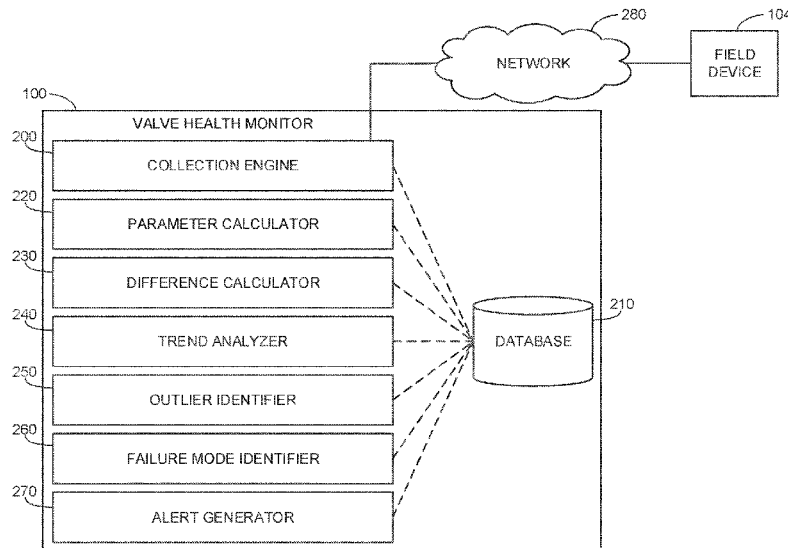 280
104
NETWORK
FIELD
DEVICE
100
VALVE HEALTH MONITOR
200
COLLECTION ENGINE
220
PARAMETER CALCULATOR
230
DIFFERENCE CALCULATOR
210
240
TREND ANALYZER
DATABASE
250
OUTLIER IDENTIFIER
260
FAILURE MODE IDENTIFIER
270
ALERT GENERATOR